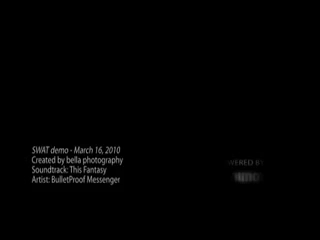 SWAT demo - March 16, 2010
Created by bella photography
Soundtrack: This Fantasy
Artist: BulletProof Messenger